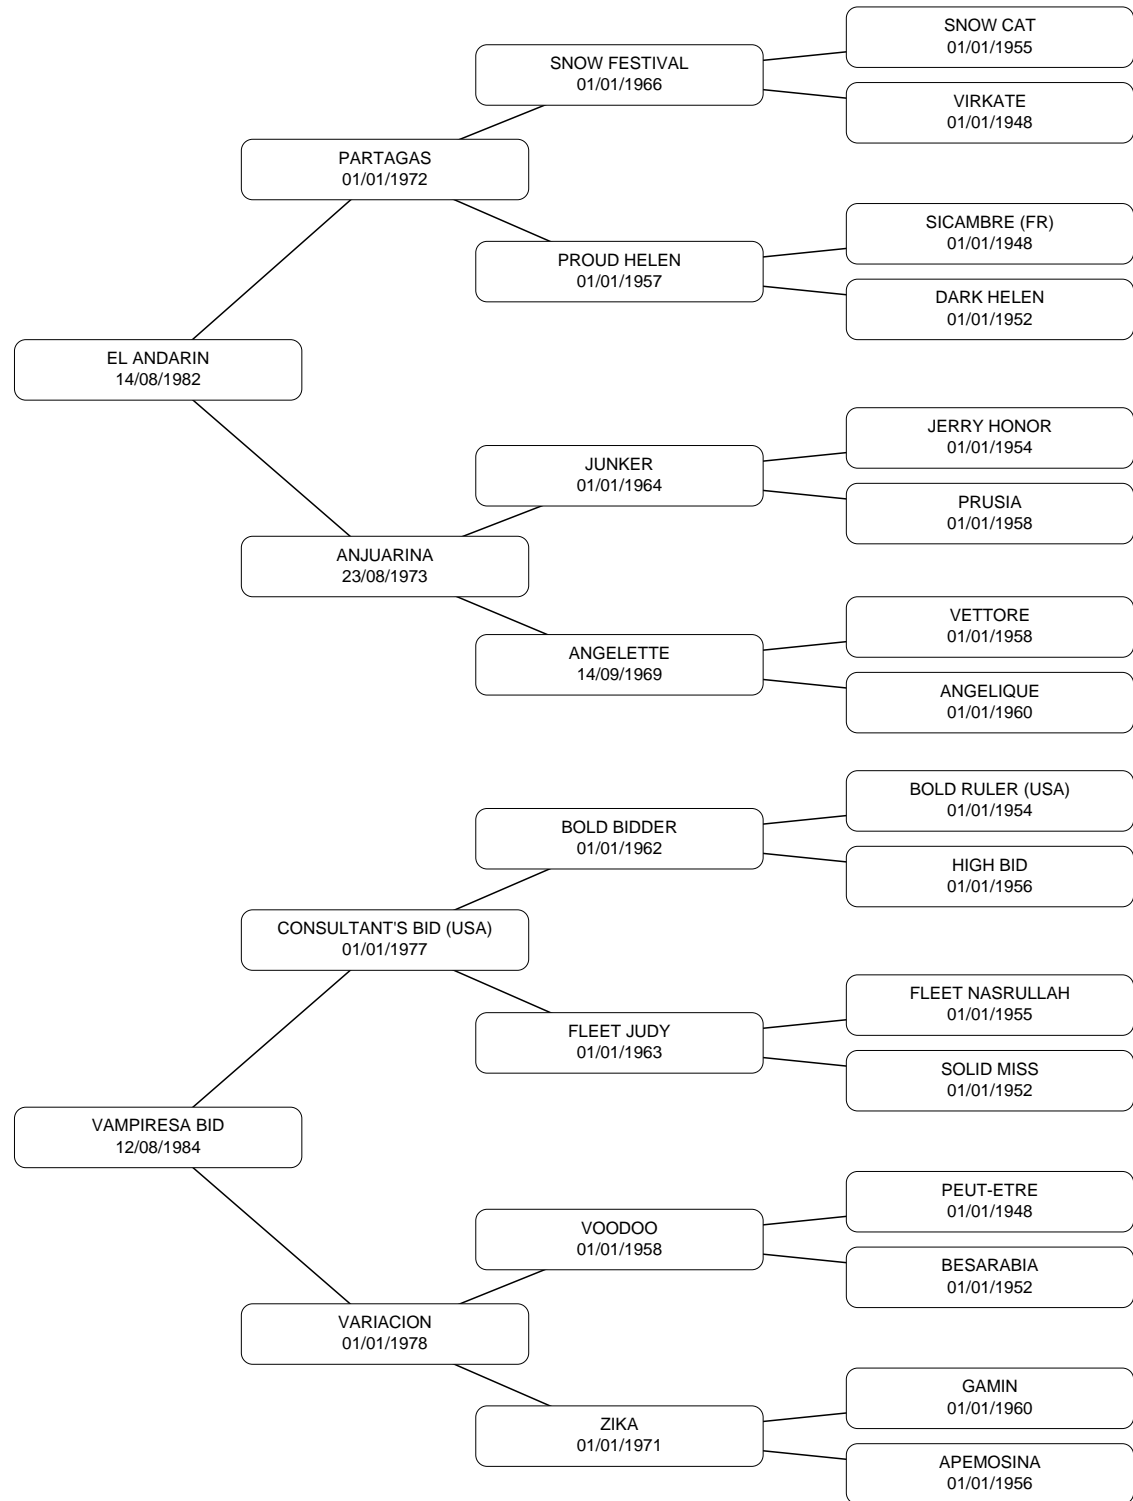 SNOW CAT
01/01/1955
SNOW FESTIVAL
01/01/1966
VIRKATE
01/01/1948
PARTAGAS
01/01/1972
SICAMBRE (FR)
01/01/1948
PROUD HELEN
01/01/1957
DARK HELEN
01/01/1952
EL ANDARIN
14/08/1982
JERRY HONOR
01/01/1954
JUNKER
01/01/1964
PRUSIA
01/01/1958
ANJUARINA
23/08/1973
VETTORE
01/01/1958
ANGELETTE
14/09/1969
ANGELIQUE
01/01/1960
BOLD RULER (USA)
01/01/1954
BOLD BIDDER
01/01/1962
HIGH BID
01/01/1956
CONSULTANT'S BID (USA)
01/01/1977
FLEET NASRULLAH
01/01/1955
FLEET JUDY
01/01/1963
SOLID MISS
01/01/1952
VAMPIRESA BID
12/08/1984
PEUT-ETRE
01/01/1948
VOODOO
01/01/1958
BESARABIA
01/01/1952
VARIACION
01/01/1978
GAMIN
01/01/1960
ZIKA
01/01/1971
APEMOSINA
01/01/1956